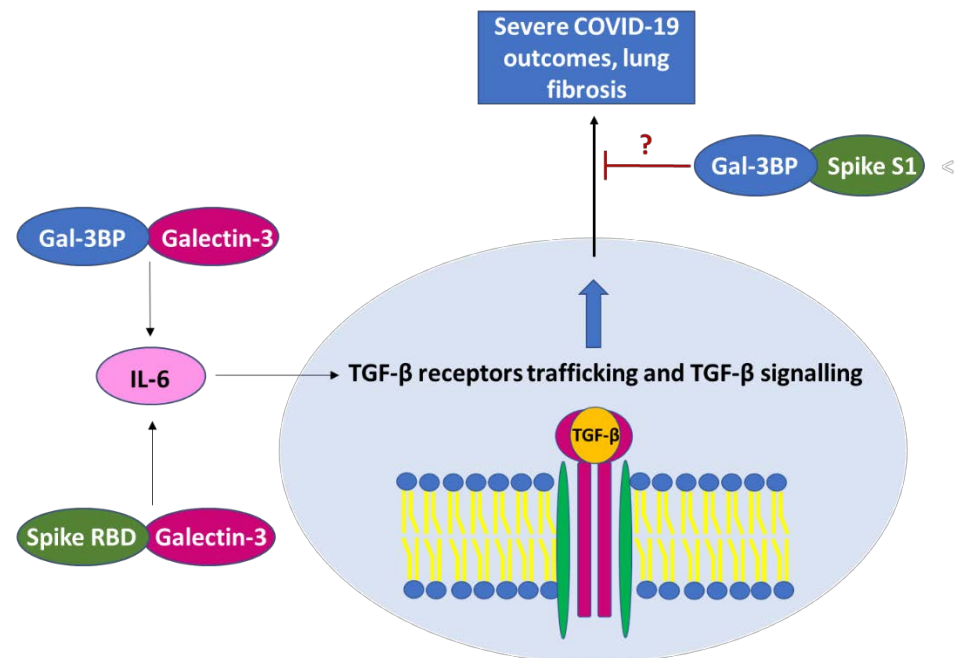 Severe COVID-19
outcomes, lung
fibrosis
?
Gal-3BP
Spike S1
<
Gal-3BP
Galectin-3
IL-6
TGF-β receptors trafficking and TGF-β signalling
TGF-β
Spike RBD
Galectin-3